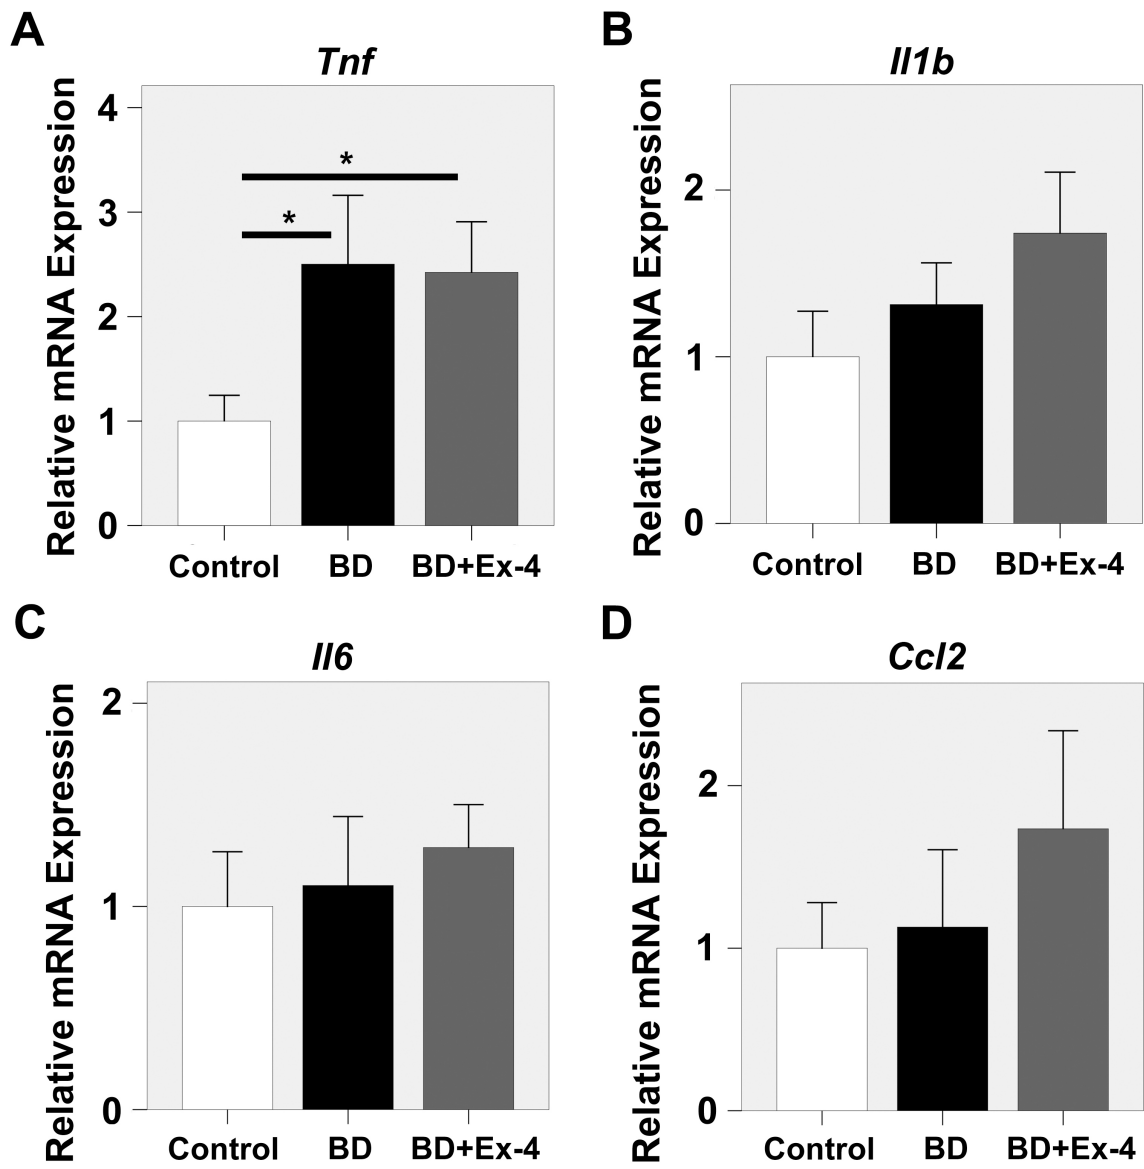 A
Tnf
Relative mRNA Expression
4
3
2
1
0
*
*
Control BD BD+Ex-4
B
Il1b
Relative mRNA Expression
2
1
0
Control BD BD+Ex-4
C
Il6
Relative mRNA Expression
2
1
0
Control BD BD+Ex-4
D
Ccl2
Relative mRNA Expression
2
1
0
Control BD BD+Ex-4